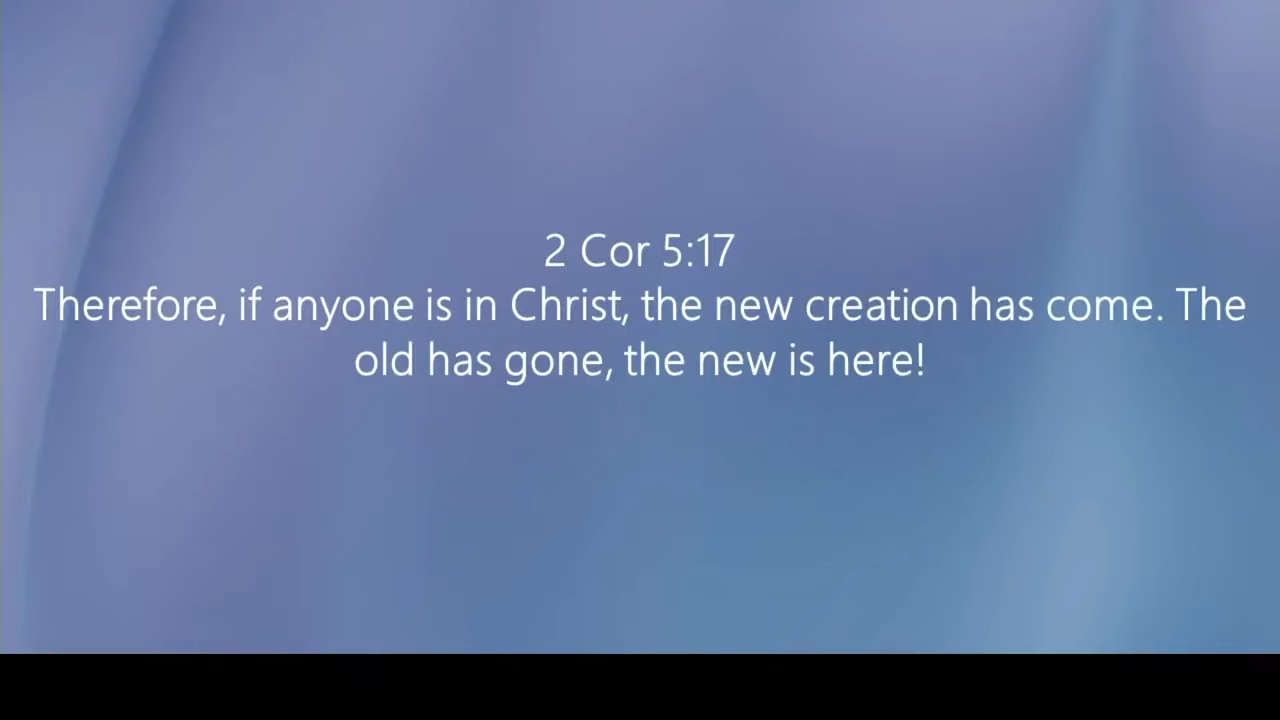 2 Cor 5:17
Therefore, if anyone is in Christ, the new creation has come. The
old has gone, the new is here!